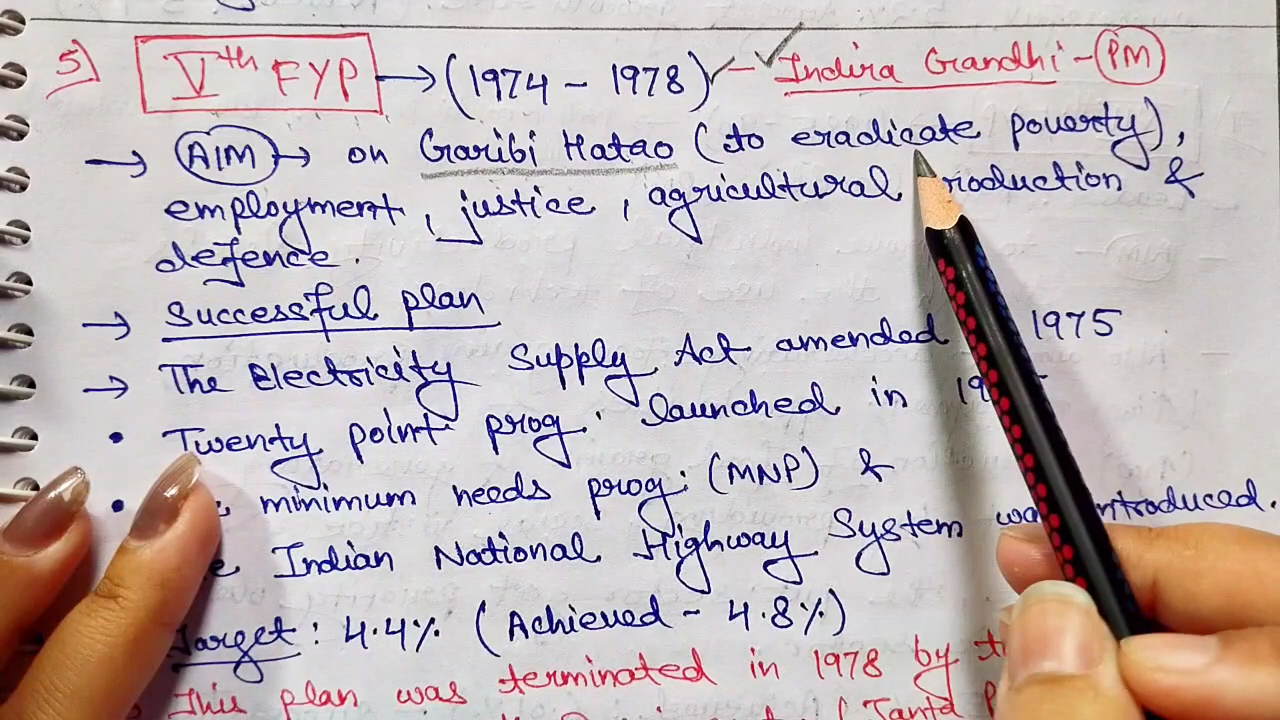 5) Vth FYP → (1974 - 1978) - Indira Gandhi - PM
→ AIM → on Garibi Hatao (to eradicate poverty),
employment, justice, agricultural &
defence.
→ Successful plan
→ The Electricity Supply Act amended 1975
• Twenty point prog. launched in
• minimum needs prog. (MNP) &
Indian National Highway System
Target : 4.4% (Achieved - 4.8%)
This plan was terminated in 1978 by